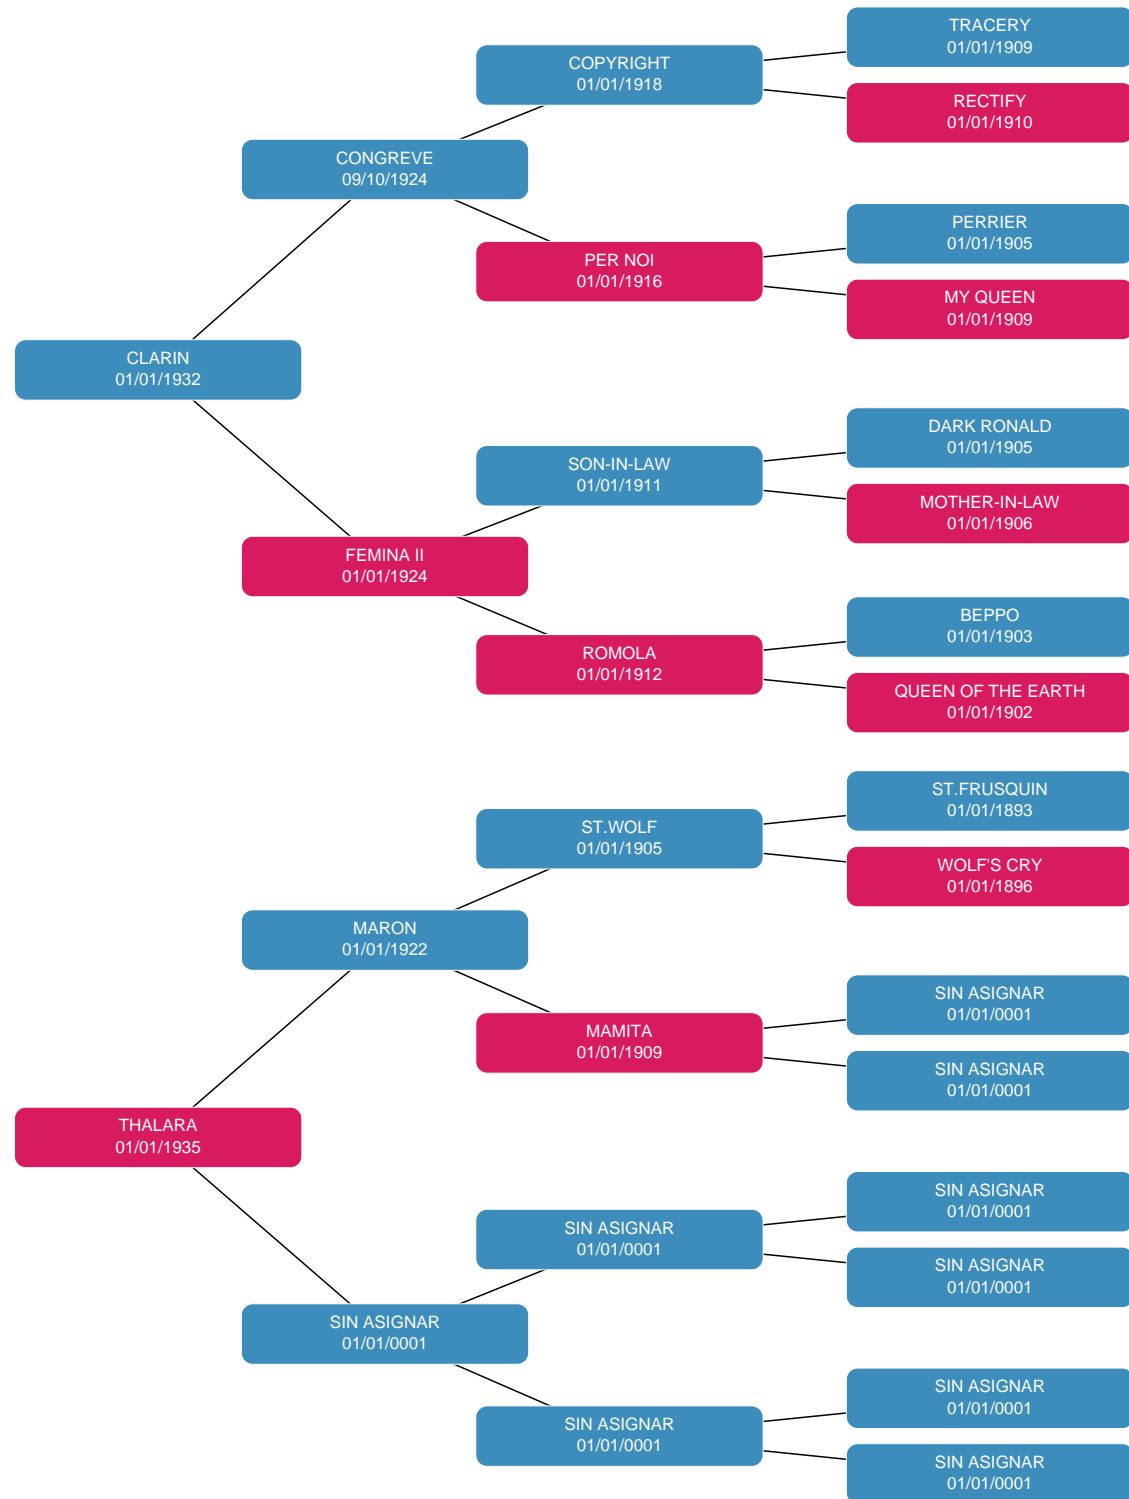 TRACERY
01/01/1909
COPYRIGHT
01/01/1918
RECTIFY
01/01/1910
CONGREVE
09/10/1924
PERRIER
01/01/1905
PER NOI
01/01/1916
MY QUEEN
01/01/1909
CLARIN
01/01/1932
DARK RONALD
01/01/1905
SON-IN-LAW
01/01/1911
MOTHER-IN-LAW
01/01/1906
FEMINA II
01/01/1924
BEPPO
01/01/1903
ROMOLA
01/01/1912
QUEEN OF THE EARTH
01/01/1902
ST.FRUSQUIN
01/01/1893
ST.WOLF
01/01/1905
WOLF'S CRY
01/01/1896
MARON
01/01/1922
SIN ASIGNAR
01/01/0001
MAMITA
01/01/1909
SIN ASIGNAR
01/01/0001
THALARA
01/01/1935
SIN ASIGNAR
01/01/0001
SIN ASIGNAR
01/01/0001
SIN ASIGNAR
01/01/0001
SIN ASIGNAR
01/01/0001
SIN ASIGNAR
01/01/0001
SIN ASIGNAR
01/01/0001
SIN ASIGNAR
01/01/0001